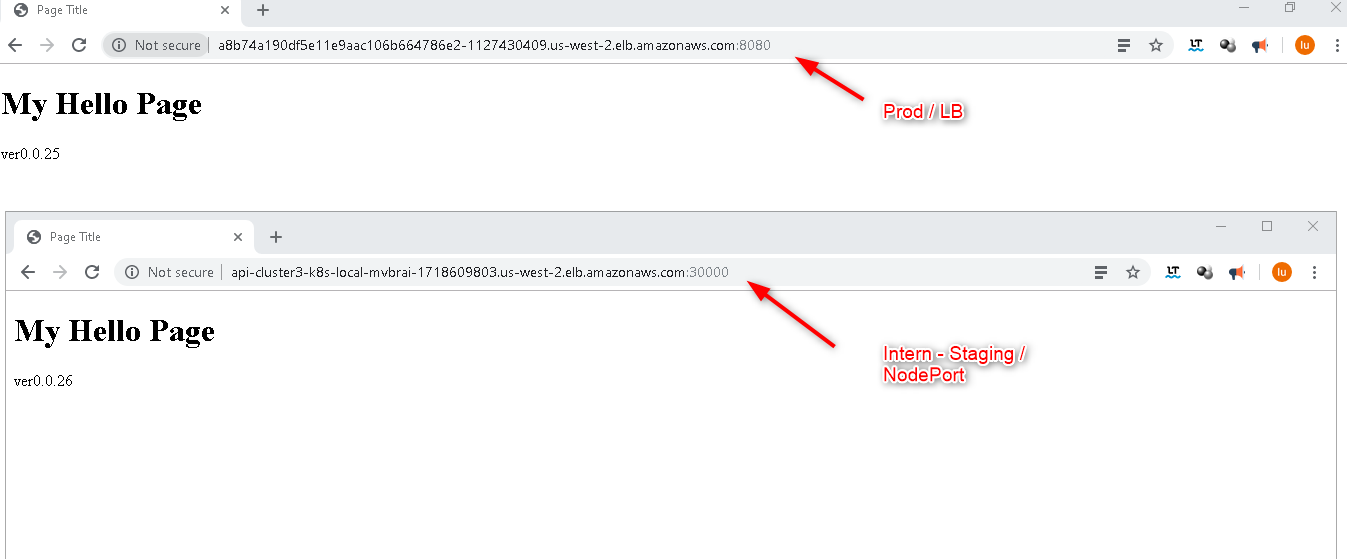 Page Title
Not secure a8b74a190df5e11e9aac106b664786e2-1127430409.us-west-2.elb.amazonaws.com:8080
LT
lu
Prod / LB
My Hello Page
ver0.0.25
Page Title
Not secure api-cluster3-k8s-local-mvbrai-1718609803.us-west-2.elb.amazonaws.com:30000
LT
lu
My Hello Page
Intern - Staging /
NodePort
ver0.0.26